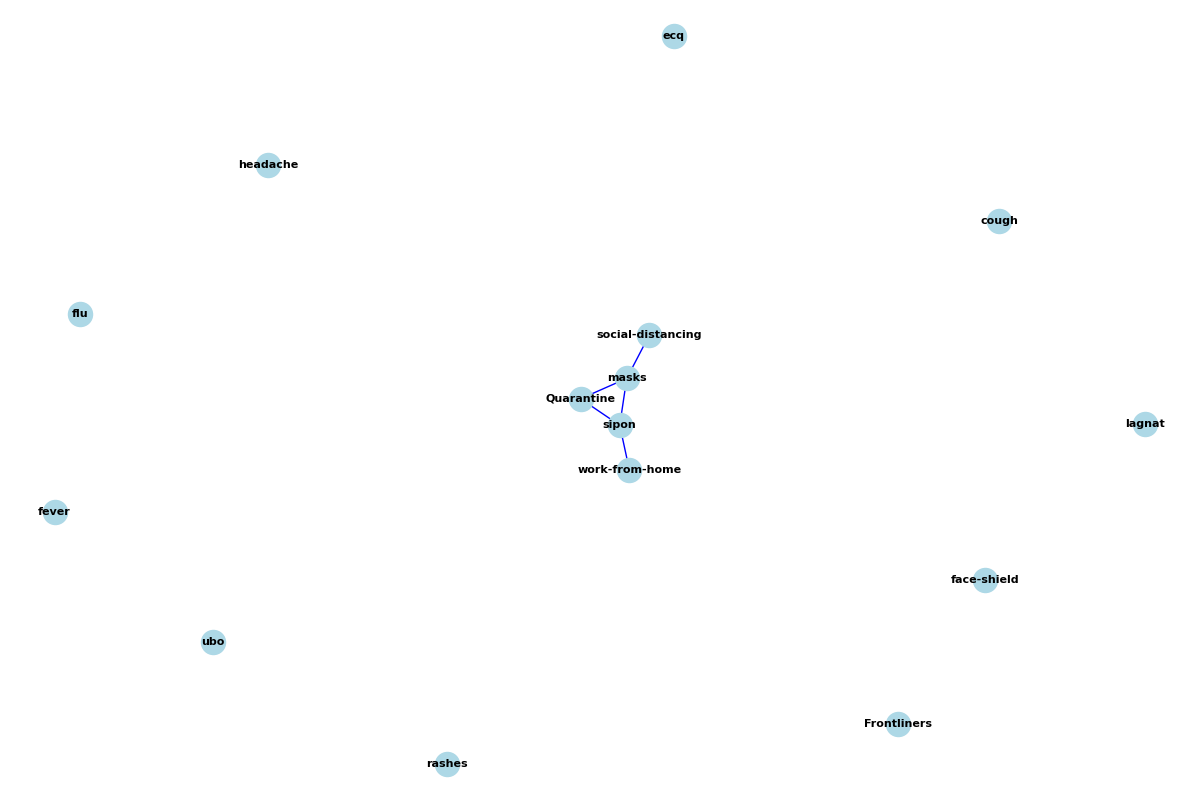 ecq
headache
cough
flu
social-distancing
masks
Quarantine
sipon
lagnat
work-from-home
fever
face-shield
ubo
Frontliners
rashes